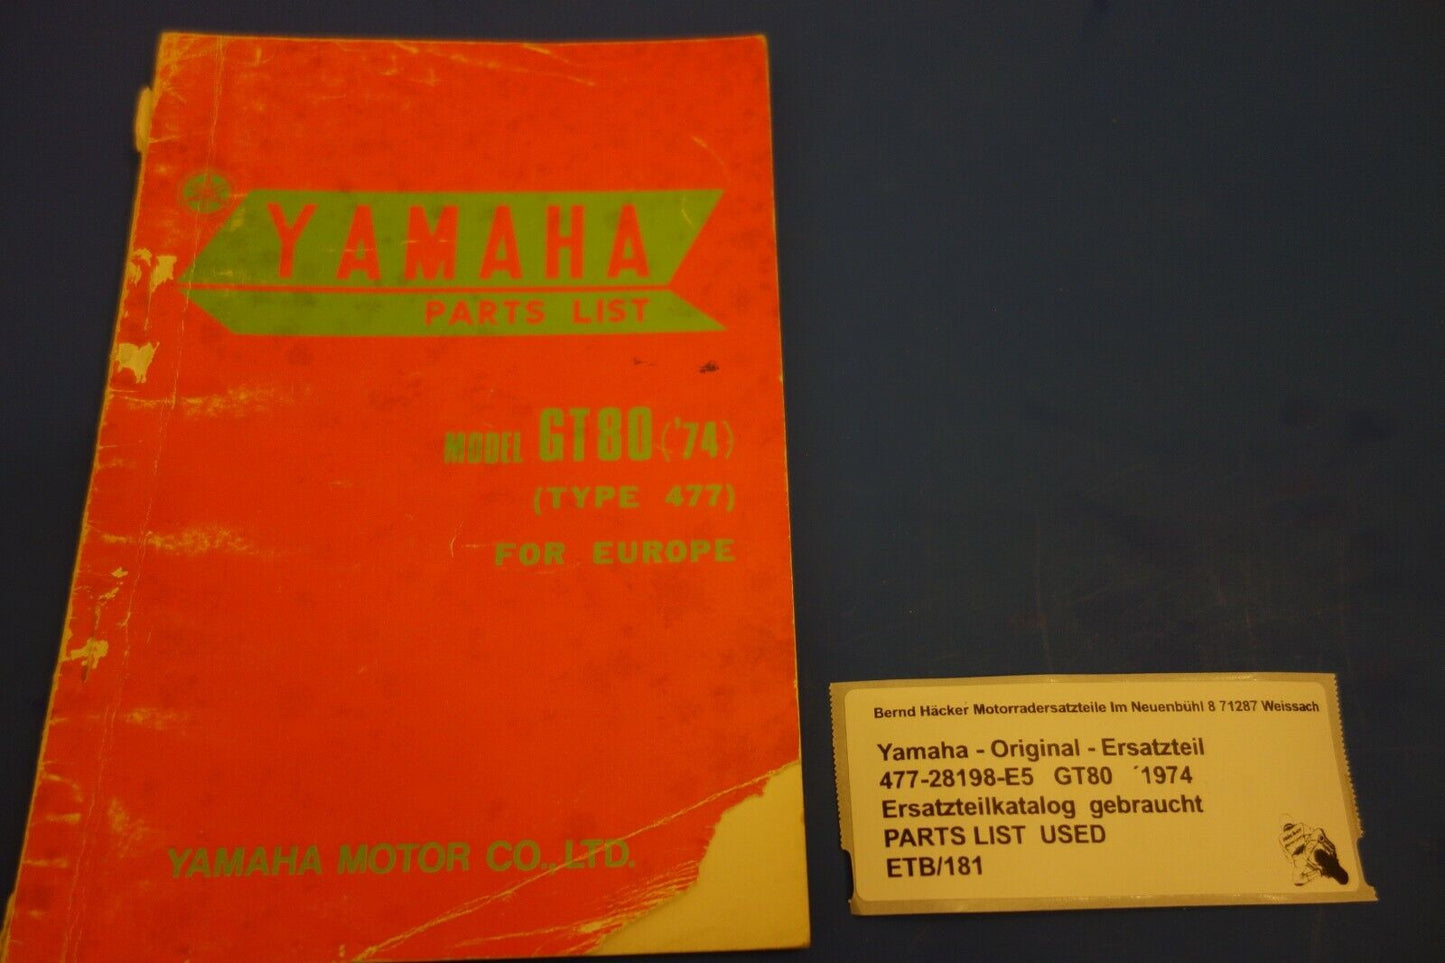 YAMAHA
PARTS LIST
MODEL GT80 ('74)
(TYPE 477)
FOR EUROPE
YAMAHA MOTOR CO., LTD.
Bernd Häcker Motorradersatzteile Im Neuenbühl 8 71287 Weissach
Yamaha - Original - Ersatzteil
477-28198-E5 GT80 ´1974
Ersatzteilkatalog gebraucht
PARTS LIST USED
ETB/181